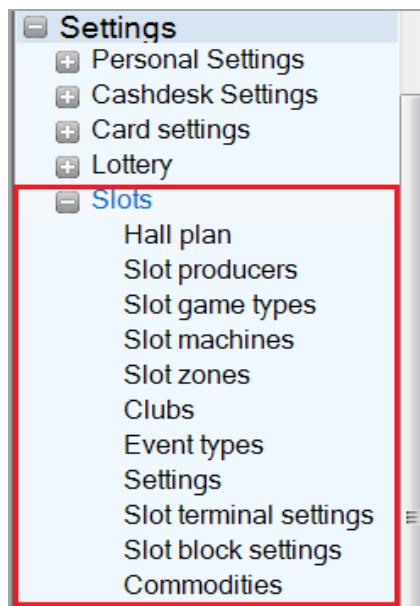 Settings
Personal Settings
Cashdesk Settings
Card settings
Lottery
Slots
Hall plan
Slot producers
Slot game types
Slot machines
Slot zones
Clubs
Event types
Settings
Slot terminal settings
Slot block settings
Commodities